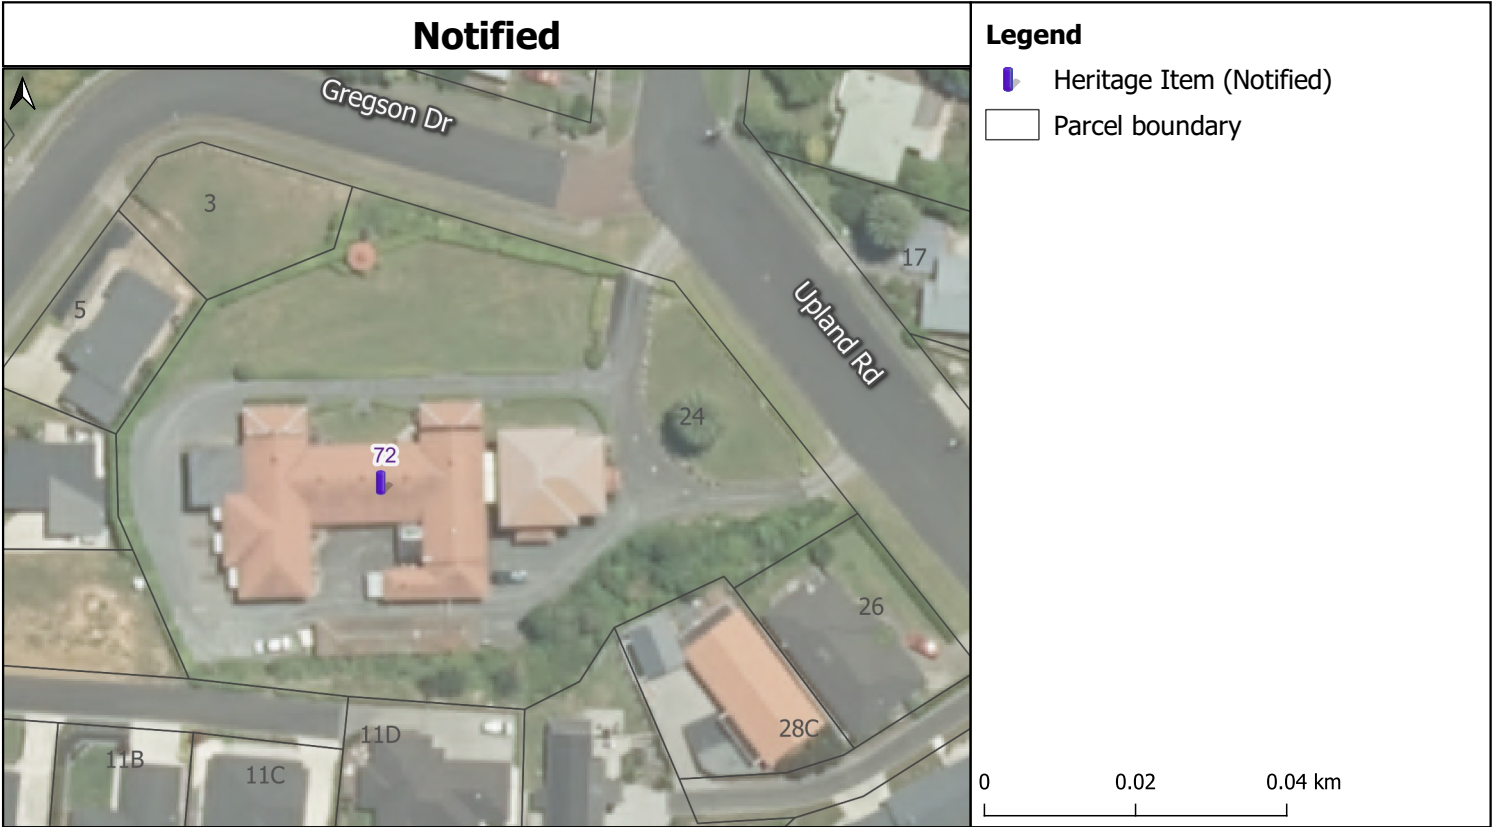 Notified
Legend
Heritage Item (Notified)
Parcel boundary
Gregson Dr
3
17
5
Upland Rd
24
72
26
28C
11D
11B
11C
0 0.02 0.04 km